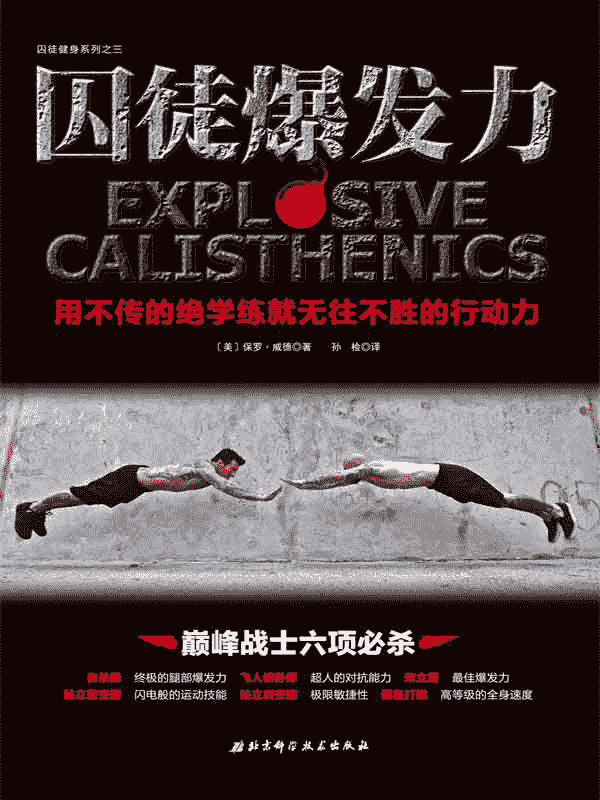 囚徒健身系列之三
囚徒爆发力
EXPLOSIVE
CALISTHENICS
用不传的绝学练就无往不胜的行动力
〔美〕保罗·威德◎著 孙 检◎译
巅峰战士六项必杀
终极的腿部爆发力 超人的对抗能力 最佳爆发力
闪电般的运动技能 极限敏捷性 高等级的全身速度
北京科学技术出版社